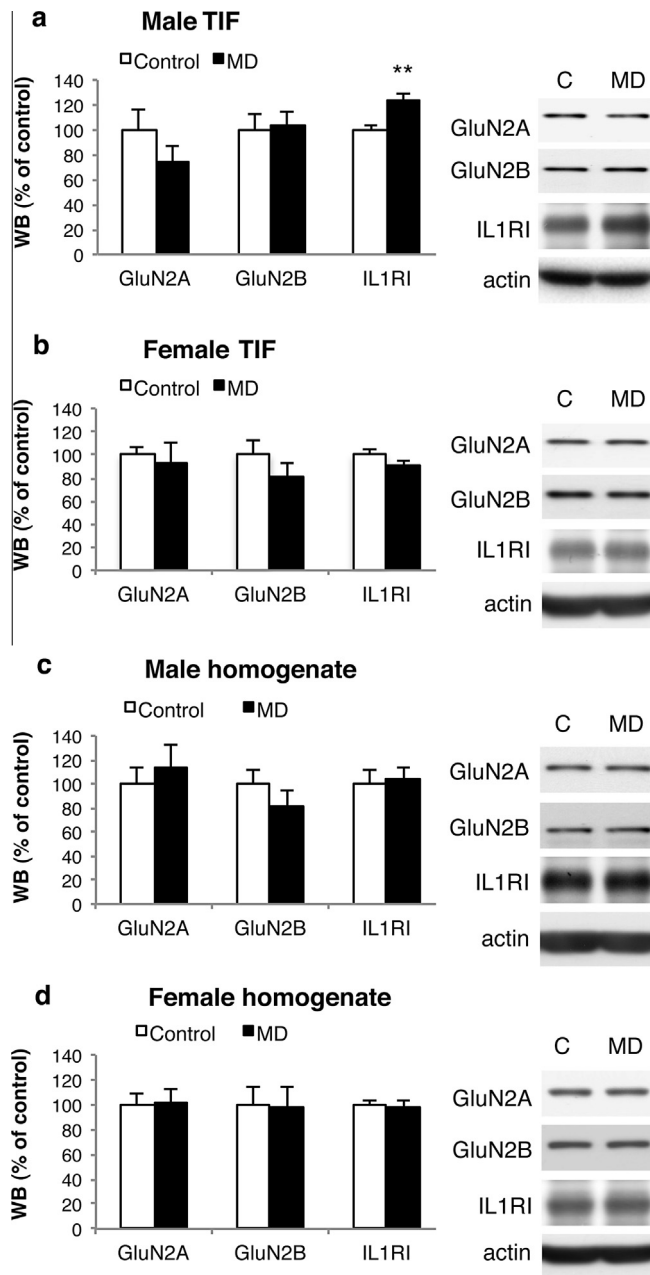 a
Male TIF
Control MD
**
WB (% of control)
140
120
100
80
60
40
20
0
GluN2A GluN2B IL1RI
C MD
GluN2A
GluN2B
IL1RI
actin
b
Female TIF
Control MD
WB (% of control)
140
120
100
80
60
40
20
0
GluN2A GluN2B IL1RI
C MD
GluN2A
GluN2B
IL1RI
actin
c
Male homogenate
Control MD
WB (% of control)
140
120
100
80
60
40
20
0
GluN2A GluN2B IL1RI
C MD
GluN2A
GluN2B
IL1RI
actin
d
Female homogenate
Control MD
WB (% of control)
140
120
100
80
60
40
20
0
GluN2A GluN2B IL1RI
C MD
GluN2A
GluN2B
IL1RI
actin